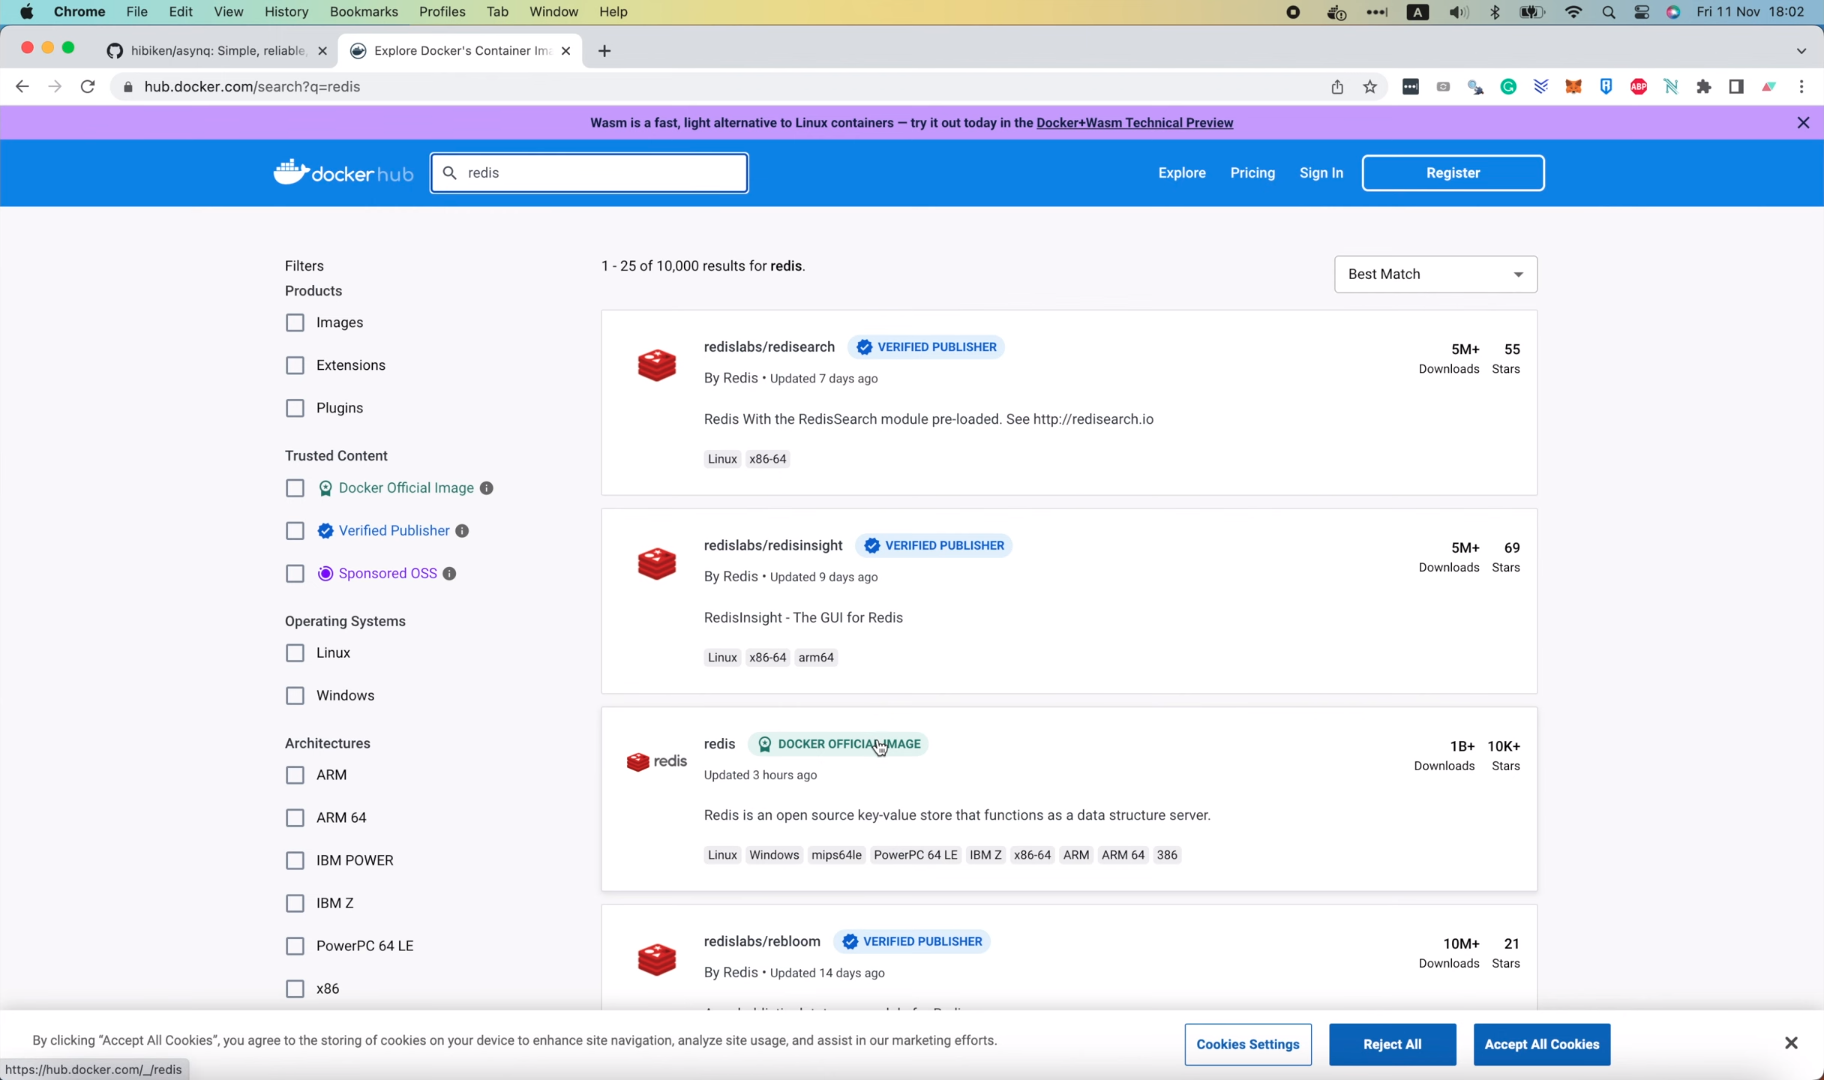 Chrome File Edit View History Bookmarks Profiles Tab Window Help A Fri 11 Nov 18:02
hibiken/asynq: Simple, reliable, Explore Docker's Container Ima
hub.docker.com/search?q=redis ABP
Wasm is a fast, light alternative to Linux containers — try it out today in the Docker+Wasm Technical Preview
dockerhub redis Explore Pricing Sign In Register
Filters
1 - 25 of 10,000 results for redis.
Best Match
Products
Images
Extensions
Plugins
Trusted Content
Docker Official Image
Verified Publisher
Sponsored OSS
Operating Systems
Linux
Windows
Architectures
ARM
ARM 64
IBM POWER
IBM Z
PowerPC 64 LE
x86
redislabs/redisearch VERIFIED PUBLISHER
By Redis • Updated 7 days ago
Redis With the RedisSearch module pre-loaded. See http://redisearch.io
Linux x86-64
5M+ 55
Downloads Stars
redislabs/redisinsight VERIFIED PUBLISHER
By Redis • Updated 9 days ago
RedisInsight - The GUI for Redis
Linux x86-64 arm64
5M+ 69
Downloads Stars
redis
redis DOCKER OFFICIAL IMAGE
Updated 3 hours ago
Redis is an open source key-value store that functions as a data structure server.
Linux Windows mips64le PowerPC 64 LE IBM Z x86-64 ARM ARM 64 386
1B+ 10K+
Downloads Stars
redislabs/rebloom VERIFIED PUBLISHER
By Redis • Updated 14 days ago
10M+ 21
Downloads Stars
By clicking “Accept All Cookies”, you agree to the storing of cookies on your device to enhance site navigation, analyze site usage, and assist in our marketing efforts.
Cookies Settings Reject All Accept All Cookies
https://hub.docker.com/_/redis